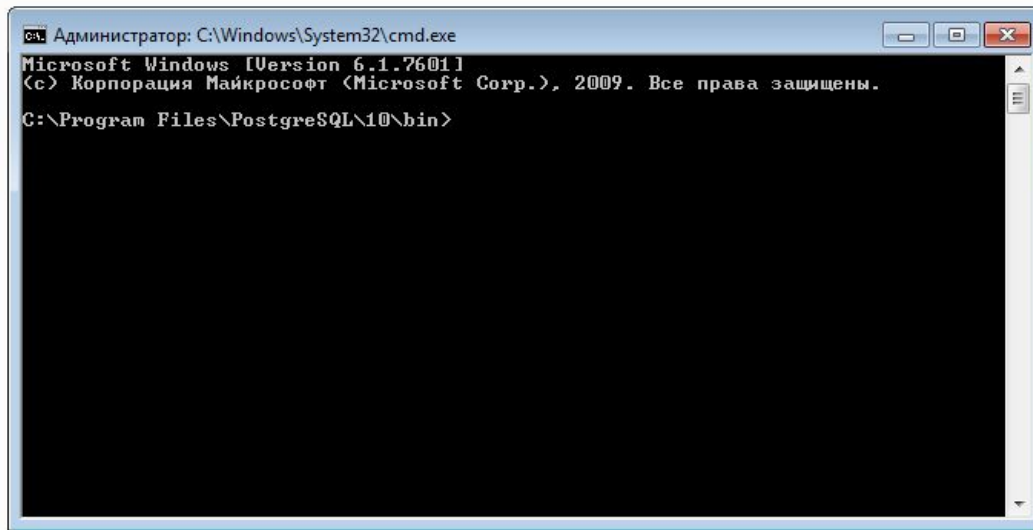 Администратор: C:\Windows\System32\cmd.exe
Microsoft Windows [Version 6.1.7601]
(c) Корпорация Майкрософт (Microsoft Corp.), 2009. Все права защищены.
C:\Program Files\PostgreSQL\10\bin>